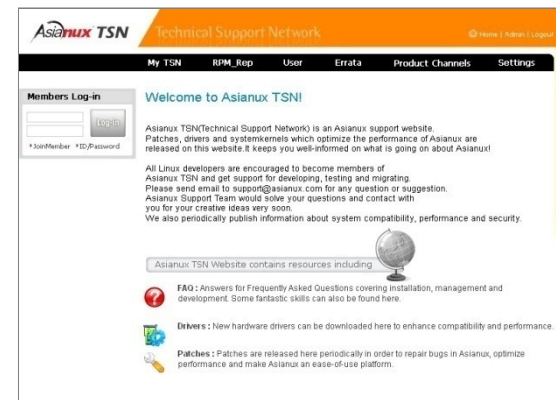 Asianux TSN
Technical Support Network
Home | Admin | Logout
My TSN RPM_Rep User Errata Product Channels Settings
Members Log-in
Log-in
*JoinMember *ID/Password
Welcome to Asianux TSN!
Asianux TSN(Technical Support Network) is an Asianux support website.
Patches, drivers and systemkernels which optimize the performance of Asianux are
released on this website.It keeps you well-informed on what is going on about Asianux!
All Linux developers are encouraged to become members of
Asianux TSN and get support for developing, testing and migrating.
Please send email to support@asianux.com for any question or suggestion.
Asianux Support Team would solve your questions and contact with
you for your creative ideas very soon.
We also periodically publish information about system compatibility, performance and security.
Asianux TSN Website contains resources including
FAQ : Answers for Frequently Asked Questions covering installation, management and
development. Some fantastic skills can also be found here.
Drivers : New hardware drivers can be downloaded here to enhance compatibility and performance.
Patches : Patches are released here periodically in order to repair bugs in Asianux, optimize
performance and make Asianux an ease-of-use platform.